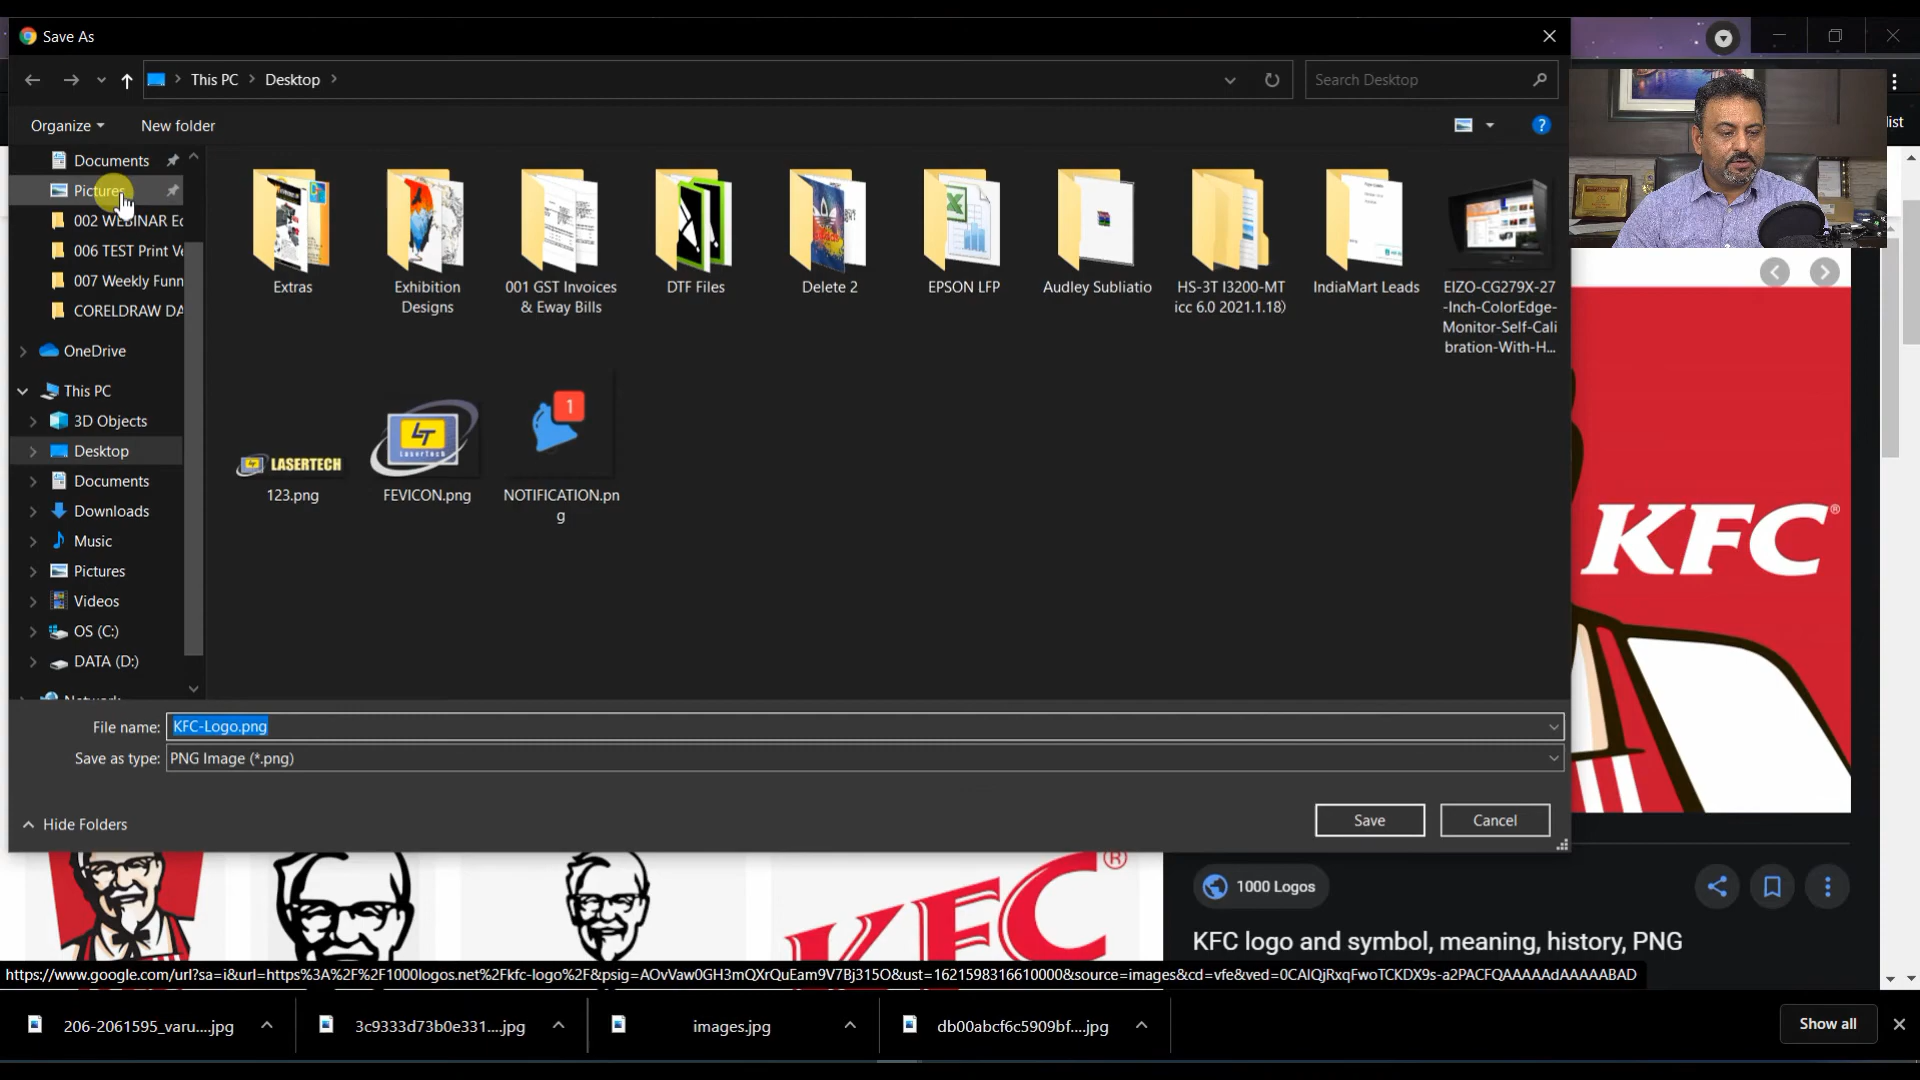 Save As
This PC
Desktop
Search Desktop
Organize
New folder
?
list
Documents
Pictures
002 WEBINAR Ec
006 TEST Print Ve
007 Weekly Funn
CORELDRAW DA
OneDrive
This PC
3D Objects
Desktop
Documents
Downloads
Music
Pictures
Videos
OS (C:)
DATA (D:)
Extras
Exhibition
Designs
001 GST Invoices
& Eway Bills
DTF Files
Delete 2
EPSON LFP
Audley Subliatio
HS-3T I3200-MT
icc 6.0 2021.1.18)
IndiaMart Leads
EIZO-CG279X-27
-Inch-ColorEdge-
Monitor-Self-Cali
bration-With-H...
LT
LaserTech
1
LASERTECH
123.png
FEVICON.png
NOTIFICATION.pn
g
KFC®
File name: KFC-Logo.png
Save as type: PNG Image (*.png)
Hide Folders
Save
Cancel
KFC®
1000 Logos
KFC logo and symbol, meaning, history, PNG
https://www.google.com/url?sa=i&url=https%3A%2F%2F1000logos.net%2Fkfc-logo%2F&psig=AOvVaw0GH3mQXrQuEam9V7Bj315O&ust=1621598316610000&source=images&cd=vfe&ved=0CAIQjRxqFwoTCKDX9s-a2PACFQAAAAAdAAAAABAD
206-2061595_varu....jpg
3c9333d73b0e331....jpg
images.jpg
db00abcf6c5909bf....jpg
Show all